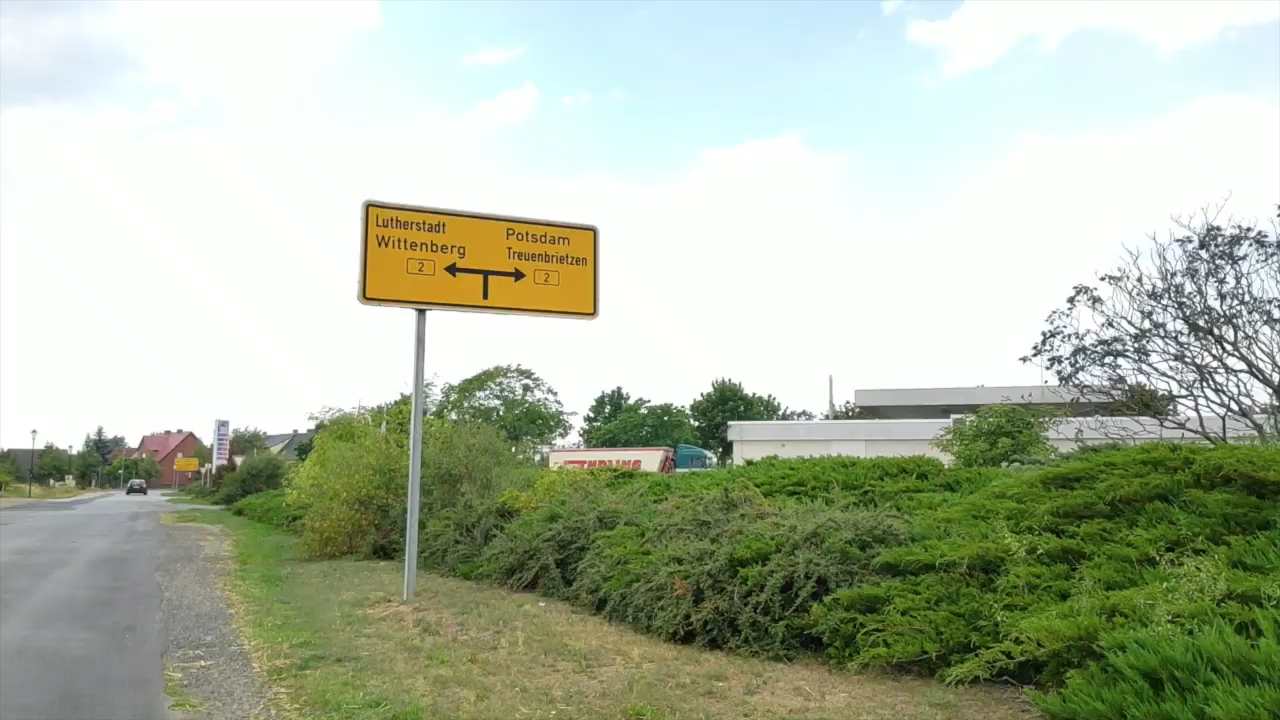 Lutherstadt
Wittenberg
2
Potsdam
Treuenbrietzen
2